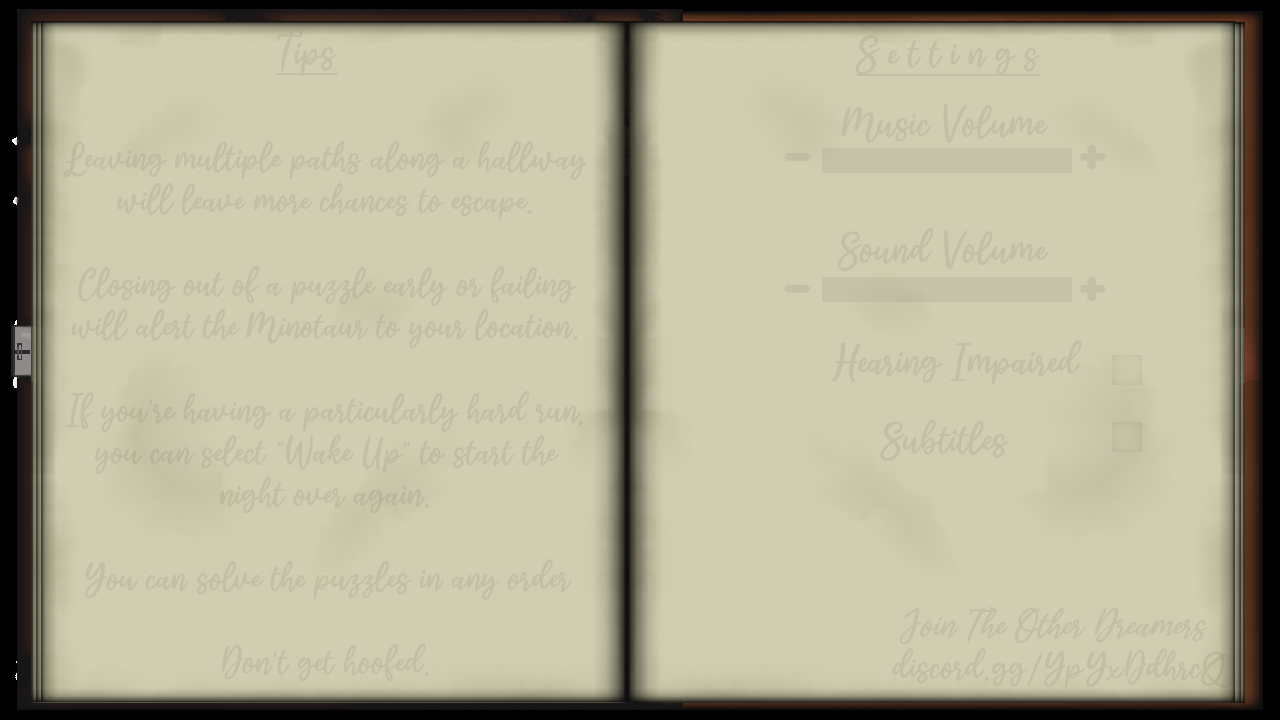 Tips
Leaving multiple paths along a hallway
will leave more chances to escape.
Closing out of a puzzle early or failing
will alert the Minotaur to your location.
If you're having a particularly hard run,
you can select "Wake Up" to start the
night over again.
You can solve the puzzles in any order
Don't get hoofed.
Settings
Music Volume
Sound Volume
Hearing Impaired
Subtitles
Join The Other Dreamers
discord.gg/YpYxDdhrcQ